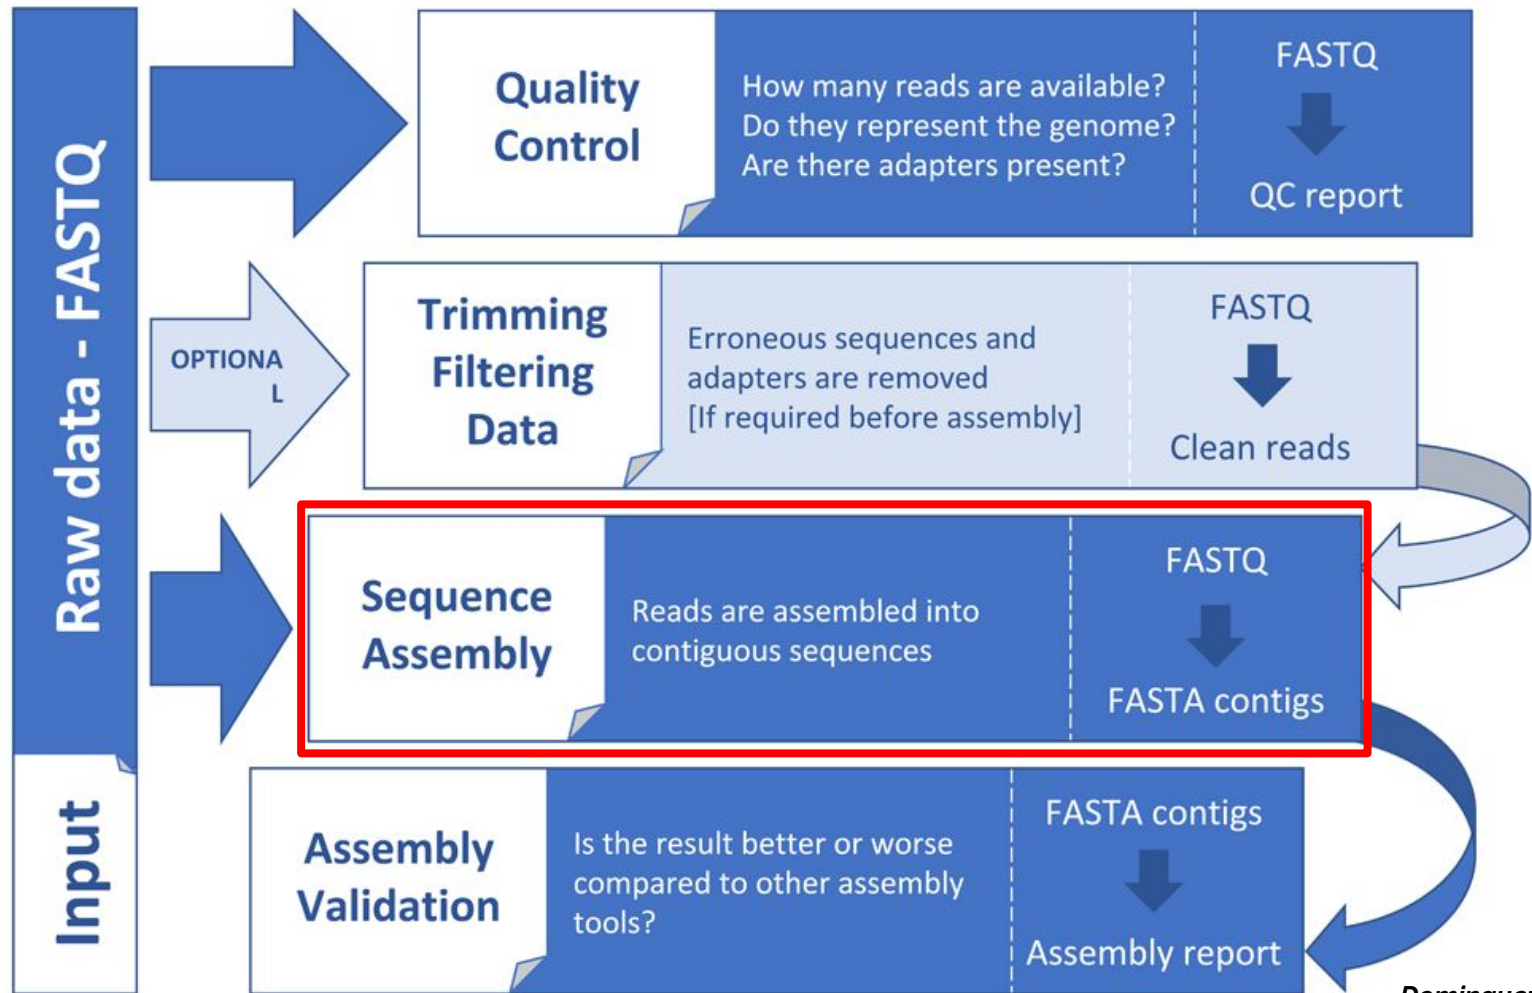 Raw data - FASTQ
Input
Quality
Control
How many reads are available?
Do they represent the genome?
Are there adapters present?
FASTQ
QC report
OPTIONA
L
Trimming
Filtering
Data
Erroneous sequences and
adapters are removed
[If required before assembly]
FASTQ
Clean reads
Sequence
Assembly
Reads are assembled into
contiguous sequences
FASTQ
FASTA contigs
Assembly
Validation
Is the result better or worse
compared to other assembly
tools?
FASTA contigs
Assembly report